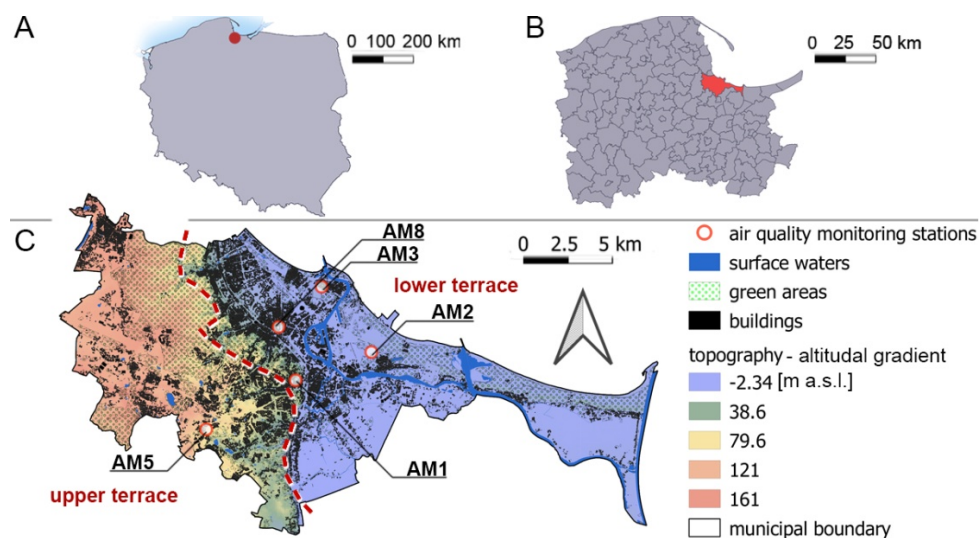 A
0 100 200 km
B
0 25 50 km
C
AM8
AM3
0 2.5 5 km
lower terrace
AM2
AM5
AM1
upper terrace
air quality monitoring stations
surface waters
green areas
buildings
topography - altitudal gradient
-2.34 [m a.s.l.]
38.6
79.6
121
161
municipal boundary